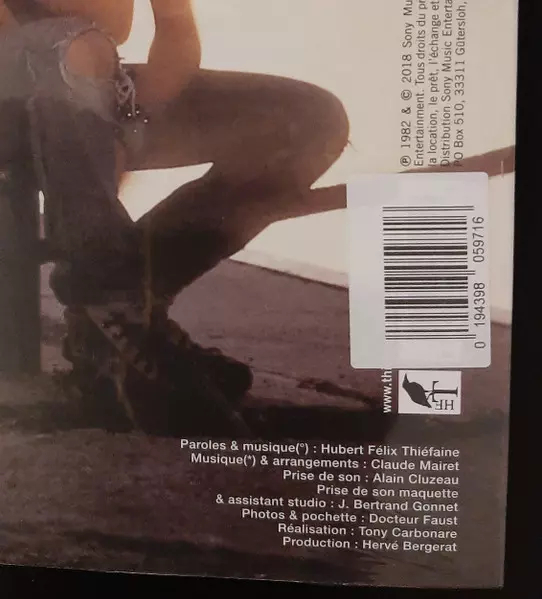 ℗ 1982 & © 2018 Sony Mu
Entertainment. Tous droits du pr
la location, le prêt, l'échange et
Distribution Sony Music Enterta
PO Box 510, 33311 Gütersloh,
0 194398 059716
www.th
HF
Paroles & musique(°) : Hubert Félix Thiéfaine
Musique(*) & arrangements : Claude Mairet
Prise de son : Alain Cluzeau
Prise de son maquette
& assistant studio : J. Bertrand Gonnet
Photos & pochette : Docteur Faust
Réalisation : Tony Carbonare
Production : Hervé Bergerat